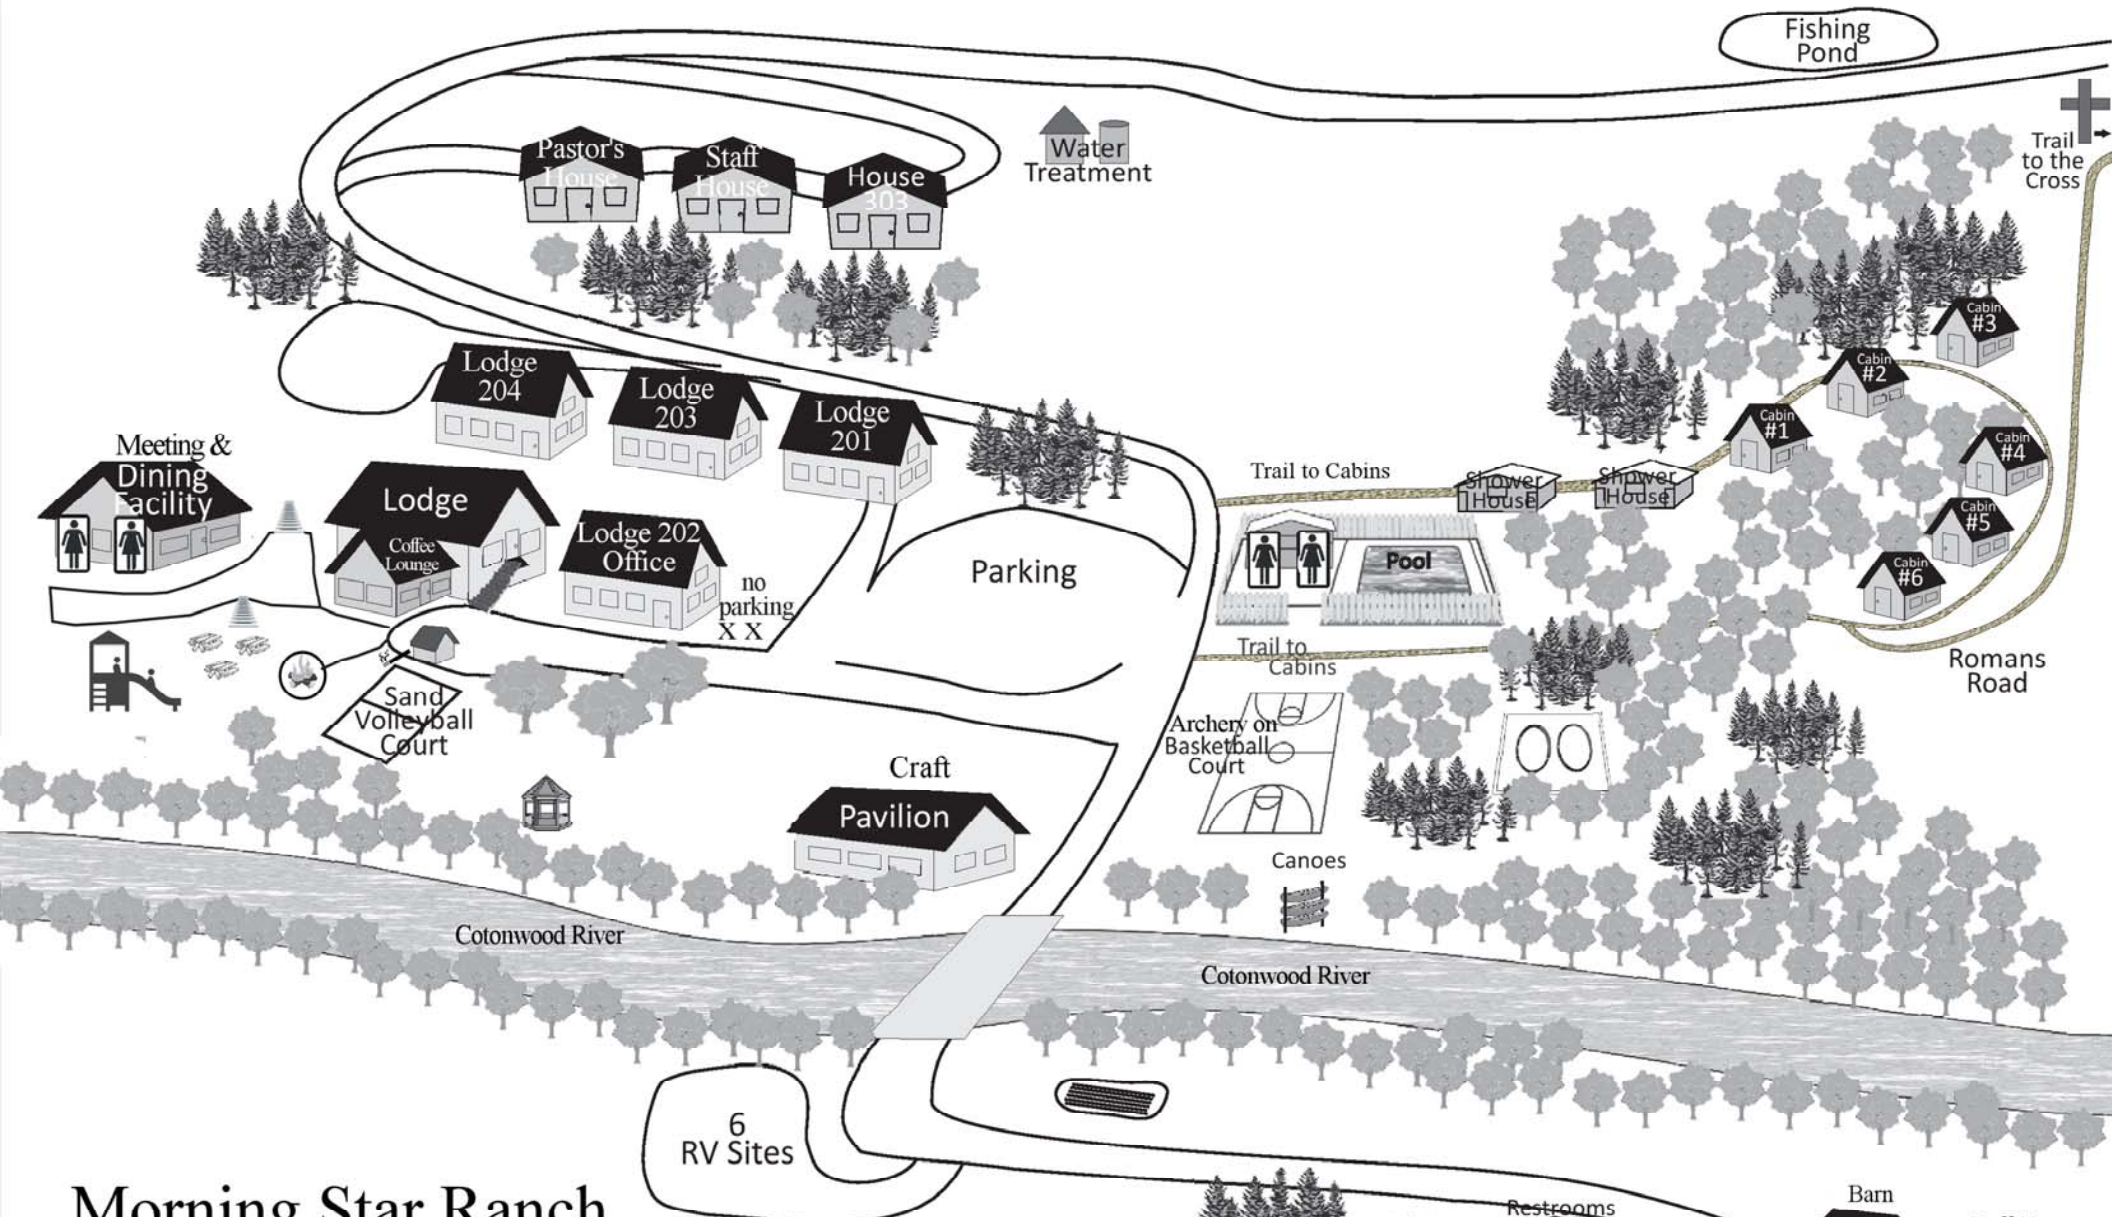 Fishing
Pond
Trail
to the
Cross
Water
Treatment
Pastor's
House
Staff
House
House
303
Lodge
204
Lodge
203
Lodge
201
Cabin
#3
Cabin
#2
Cabin
#1
Cabin
#4
Cabin
#5
Cabin
#6
Meeting &
Dining
Facility
Lodge
Coffee
Lounge
Lodge 202
Office
no
parking
X X
Parking
Trail to Cabins
Shower
House
Shower
House
Pool
Trail to
Cabins
Romans
Road
Sand
Volleyball
Court
Archery on
Basketball
Court
Craft
Pavilion
Canoes
Cotonwood River
Cotonwood River
6
RV Sites
Morning Star Ranch
Restrooms
Barn